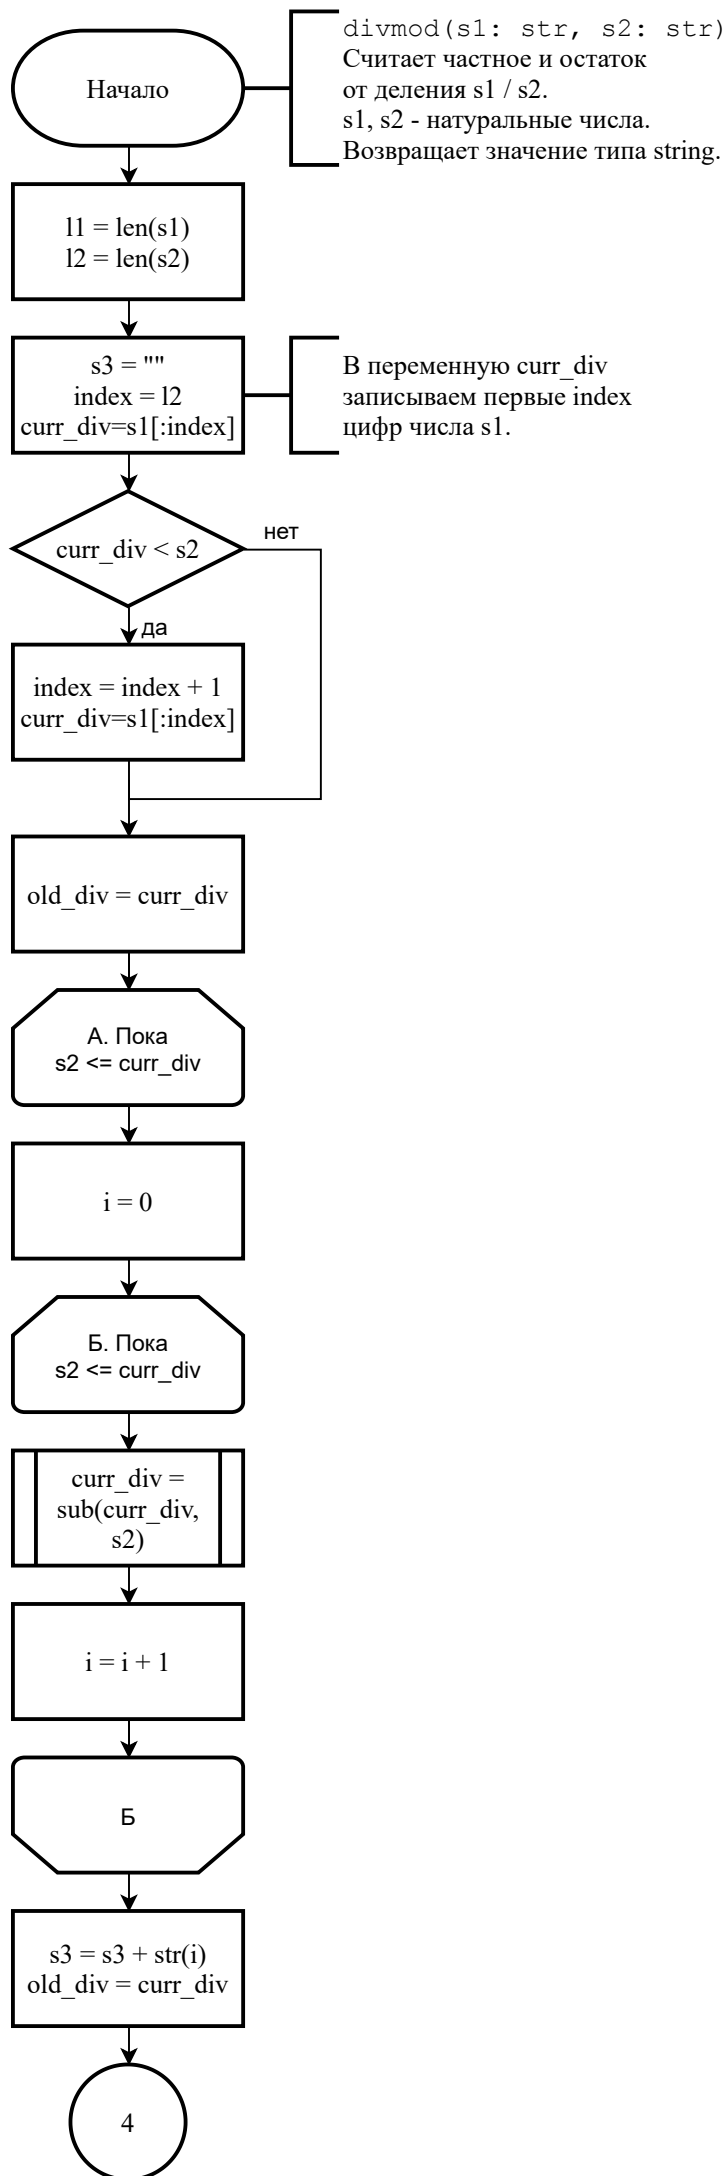 Начало
divmod(s1: str, s2: str)
Считает частное и остаток
от деления s1 / s2.
s1, s2 - натуральные числа.
Возвращает значение типа string.
l1 = len(s1)
l2 = len(s2)
s3 = ""
index = l2
curr_div=s1[:index]
В переменную curr_div
записываем первые index
цифр числа s1.
curr_div < s2
нет
да
index = index + 1
curr_div=s1[:index]
old_div = curr_div
А. Пока
s2 <= curr_div
i = 0
Б. Пока
s2 <= curr_div
curr_div =
sub(curr_div,
s2)
i = i + 1
Б
s3 = s3 + str(i)
old_div = curr_div
4